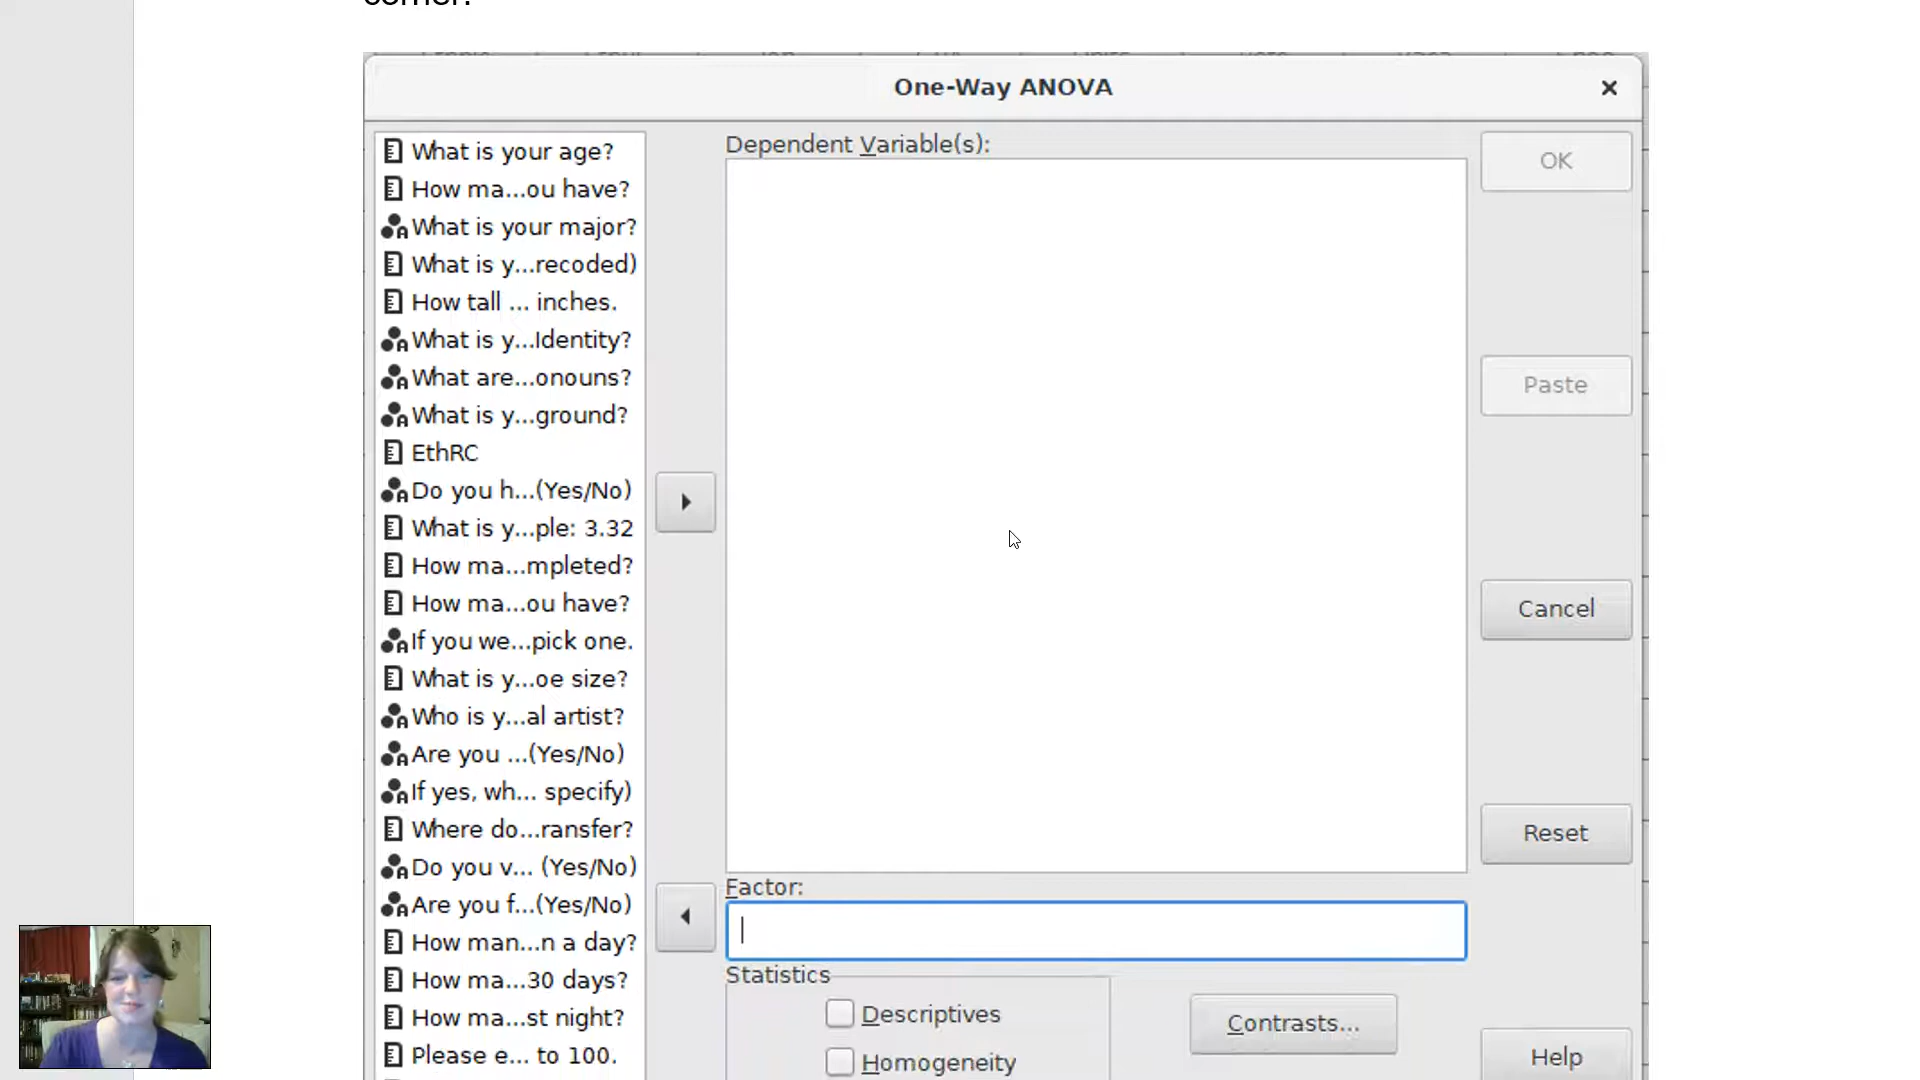 corner.
One-Way ANOVA
What is your age?
How ma...ou have?
What is your major?
What is y...recoded)
How tall ... inches.
What is y...Identity?
What are...onouns?
What is y...ground?
EthRC
Do you h...(Yes/No)
What is y...ple: 3.32
How ma...mpleted?
How ma...ou have?
If you we...pick one.
What is y...oe size?
Who is y...al artist?
Are you ...(Yes/No)
If yes, wh... specify)
Where do...ransfer?
Do you v... (Yes/No)
Are you f...(Yes/No)
How man...n a day?
How ma...30 days?
How ma...st night?
Please e... to 100.
Dependent Variable(s):
Factor:
Statistics
Descriptives
Homogeneity
Contrasts...
OK
Paste
Cancel
Reset
Help